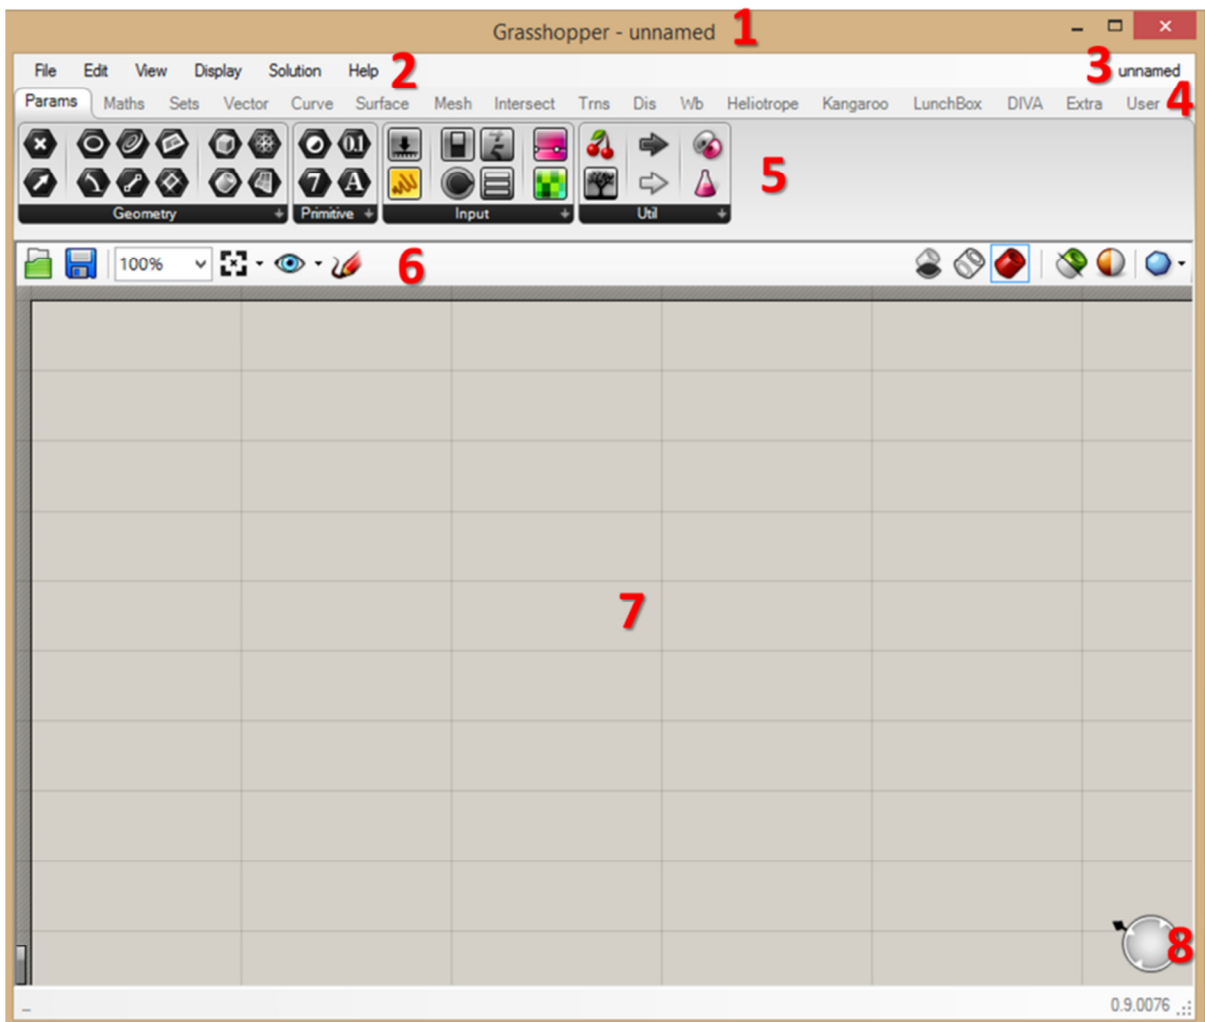 Grasshopper - unnamed 1
File Edit View Display Solution Help 2 3 unnamed
Params Maths Sets Vector Curve Surface Mesh Intersect Trns Dis Wb Heliotrope Kangaroo LunchBox DIVA Extra User 4
0.1
7 A
5
Geometry Primitive Input Util
100% 6
7
8
0.9.0076